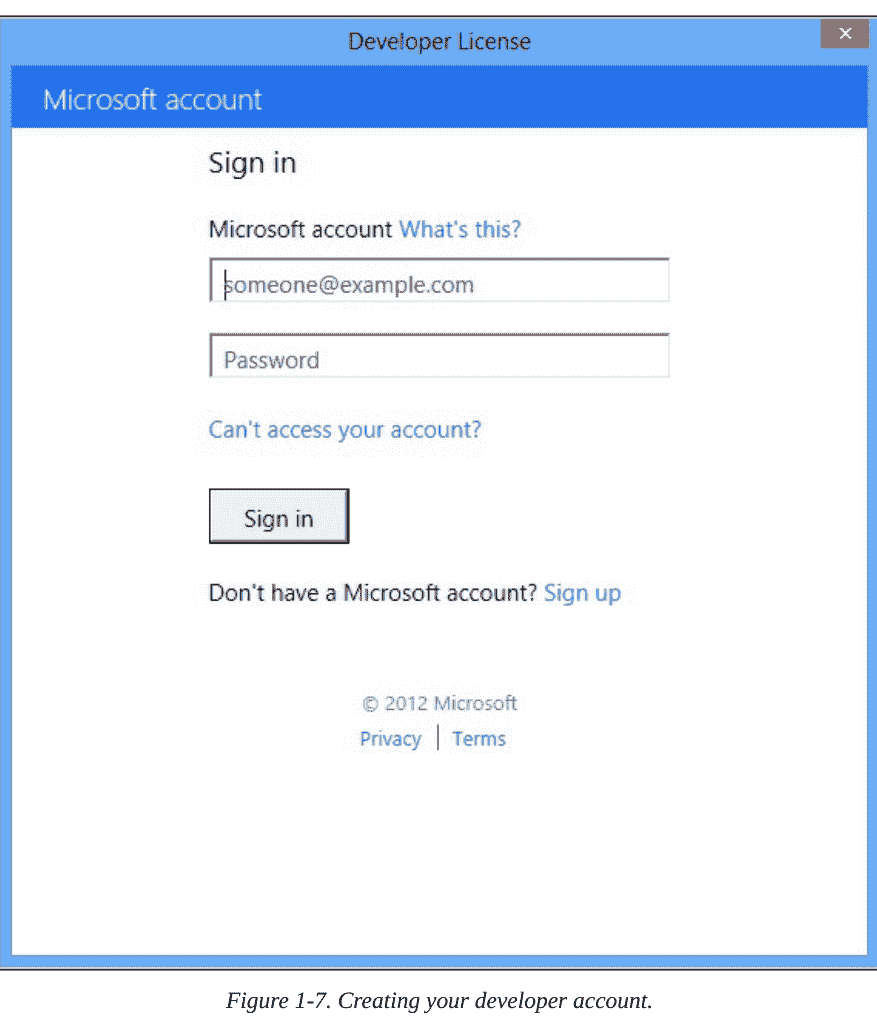 Developer License
Microsoft account
Sign in
Microsoft account What's this?
someone@example.com
Password
Can't access your account?
Sign in
Don't have a Microsoft account? Sign up
© 2012 Microsoft
Privacy | Terms
Figure 1-7. Creating your developer account.